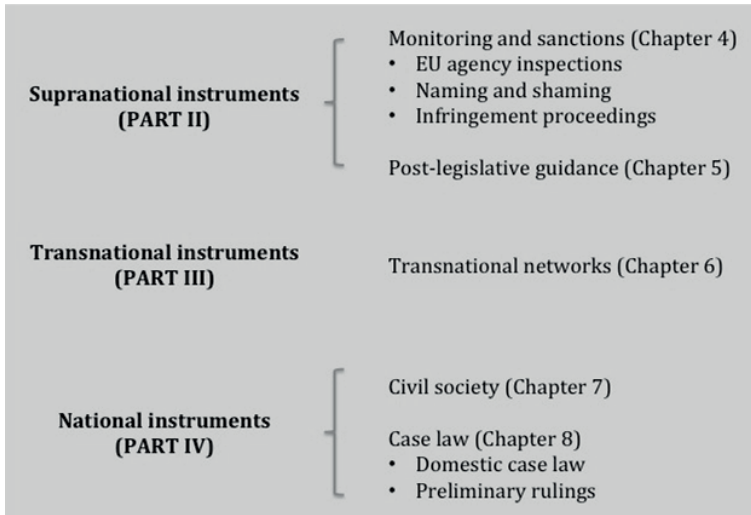 Supranational instruments
(PART II)
Monitoring and sanctions (Chapter 4)
• EU agency inspections
• Naming and shaming
• Infringement proceedings
Post-legislative guidance (Chapter 5)
Transnational instruments
(PART III)
Transnational networks (Chapter 6)
National instruments
(PART IV)
Civil society (Chapter 7)
Case law (Chapter 8)
• Domestic case law
• Preliminary rulings